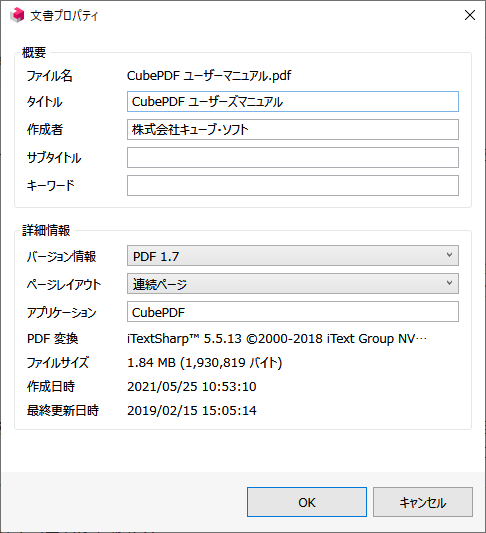 文書プロパティ
概要
ファイル名 CubePDF ユーザーマニュアル.pdf
タイトル CubePDF ユーザーズマニュアル
作成者 株式会社キューブ・ソフト
サブタイトル
キーワード
詳細情報
バージョン情報 PDF 1.7
ページレイアウト 連続ページ
アプリケーション CubePDF
PDF 変換 iTextSharp™ 5.5.13 ©2000-2018 iText Group NV…
ファイルサイズ 1.84 MB (1,930,819 バイト)
作成日時 2021/05/25 10:53:10
最終更新日時 2019/02/15 15:05:14
OK キャンセル